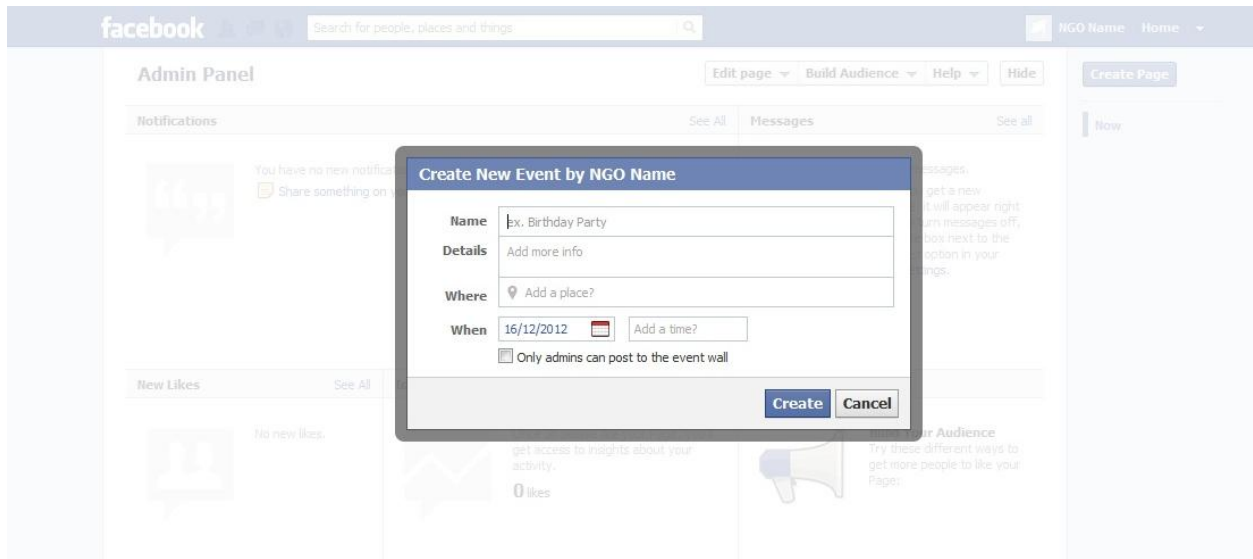 facebook
Search for people, places and things
NGO Name Home
Admin Panel
Edit page
Build Audience
Help
Hide
Create Page
Notifications
See All
Messages
See all
Now
You have no new
Share something on
Create New Event by NGO Name
Name
ex. Birthday Party
Details
Add more info
Where
Add a place?
When
16/12/2012
Add a time?
Only admins can post to the event wall
Create
Cancel
get a new
it will appear right
messages off,
box next to the
option in your
New Likes
See All
No new likes.
get access to insights about your
activity.
0 likes
Your Audience
Try these different ways to
get more people to like your
Page: